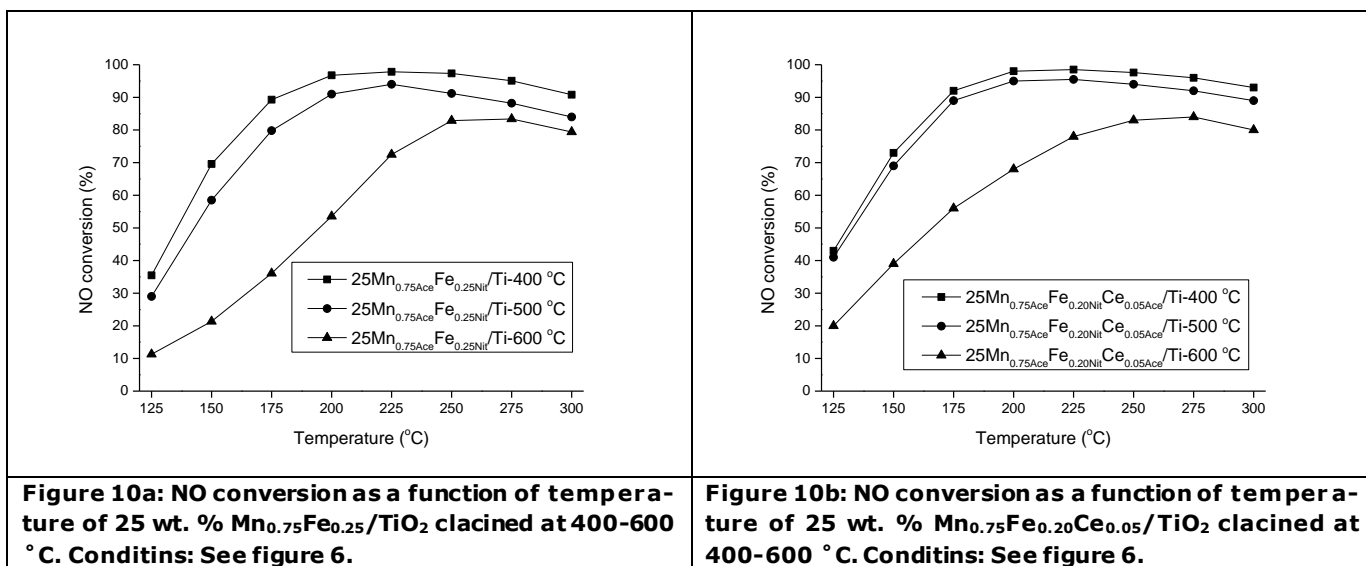 100
90
80
70
60
50
40
30
20
10
0
NO conversion (%)
125 150 175 200 225 250 275 300
Temperature (°C)
25Mn0.75AceFe0.25Nit/Ti-400 °C
25Mn0.75AceFe0.25Nit/Ti-500 °C
25Mn0.75AceFe0.25Nit/Ti-600 °C
100
90
80
70
60
50
40
30
20
10
0
NO conversion (%)
125 150 175 200 225 250 275 300
Temperature (°C)
25Mn0.75AceFe0.20NitCe0.05Ace/Ti-400 °C
25Mn0.75AceFe0.20NitCe0.05Ace/Ti-500 °C
25Mn0.75AceFe0.20NitCe0.05Ace/Ti-600 °C
Figure 10a: NO conversion as a function of tempera-
ture of 25 wt. % Mn0.75Fe0.25/TiO2 clacined at 400-600
°C. Conditins: See figure 6.
Figure 10b: NO conversion as a function of tempera-
ture of 25 wt. % Mn0.75Fe0.20Ce0.05/TiO2 clacined at
400-600 °C. Conditins: See figure 6.